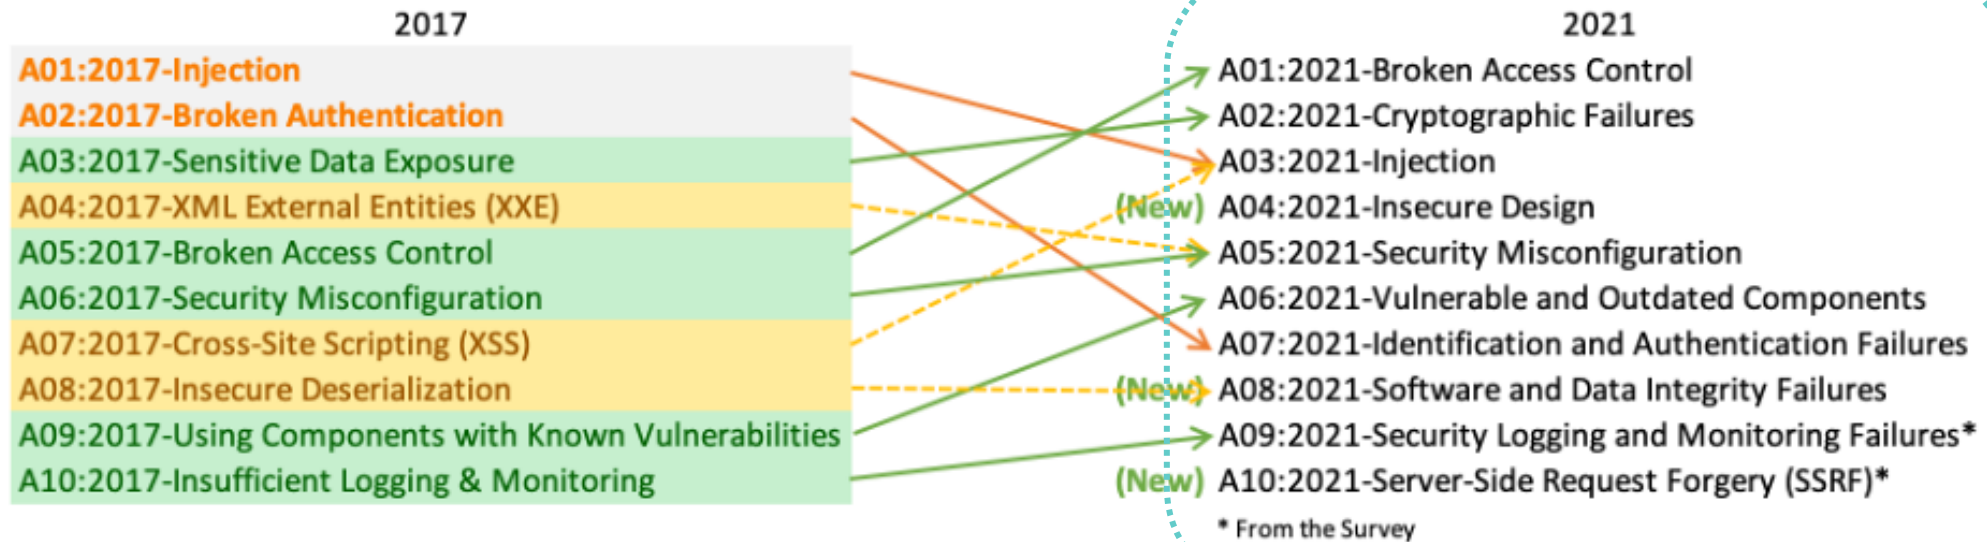 2017
A01:2017-Injection
A02:2017-Broken Authentication
A03:2017-Sensitive Data Exposure
A04:2017-XML External Entities (XXE)
A05:2017-Broken Access Control
A06:2017-Security Misconfiguration
A07:2017-Cross-Site Scripting (XSS)
A08:2017-Insecure Deserialization
A09:2017-Using Components with Known Vulnerabilities
A10:2017-Insufficient Logging & Monitoring
2021
A01:2021-Broken Access Control
A02:2021-Cryptographic Failures
A03:2021-Injection
(New) A04:2021-Insecure Design
A05:2021-Security Misconfiguration
A06:2021-Vulnerable and Outdated Components
A07:2021-Identification and Authentication Failures
(New) A08:2021-Software and Data Integrity Failures
A09:2021-Security Logging and Monitoring Failures*
(New) A10:2021-Server-Side Request Forgery (SSRF)*
* From the Survey